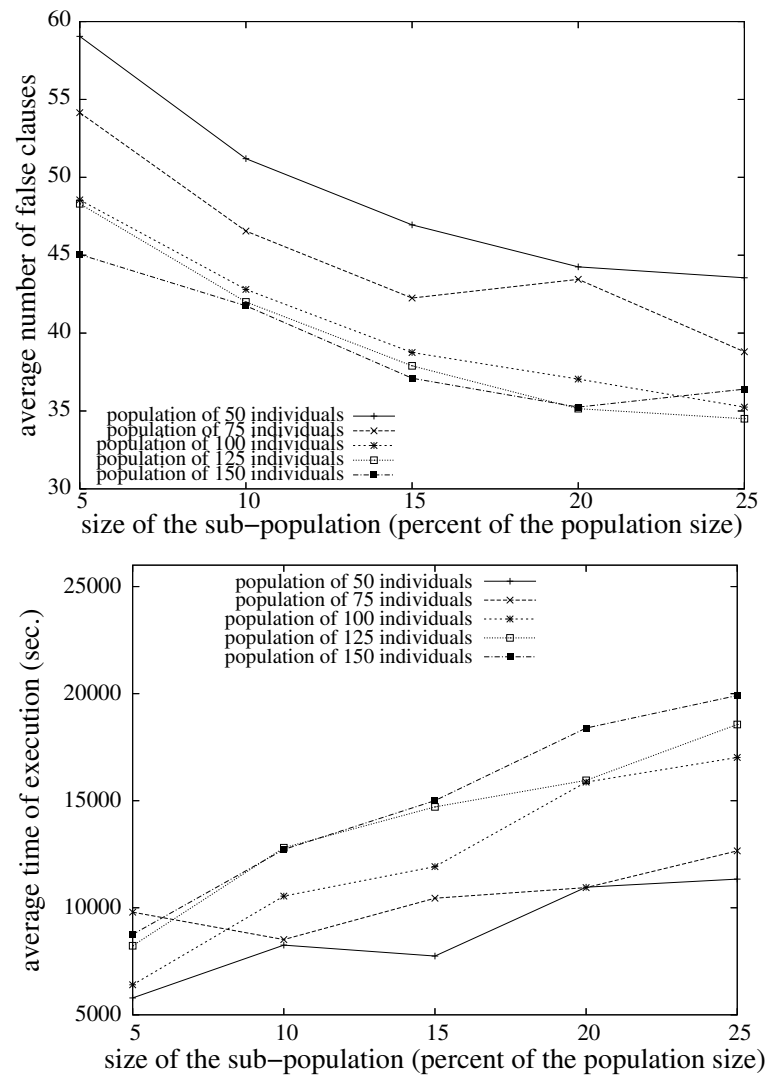 60
55
50
45
40
35
30
average number of false clauses
population of 50 individuals
population of 75 individuals
population of 100 individuals
population of 125 individuals
population of 150 individuals
5 10 15 20 25
size of the sub−population (percent of the population size)
25000
20000
15000
10000
5000
average time of execution (sec.)
population of 50 individuals
population of 75 individuals
population of 100 individuals
population of 125 individuals
population of 150 individuals
5 10 15 20 25
size of the sub−population (percent of the population size)